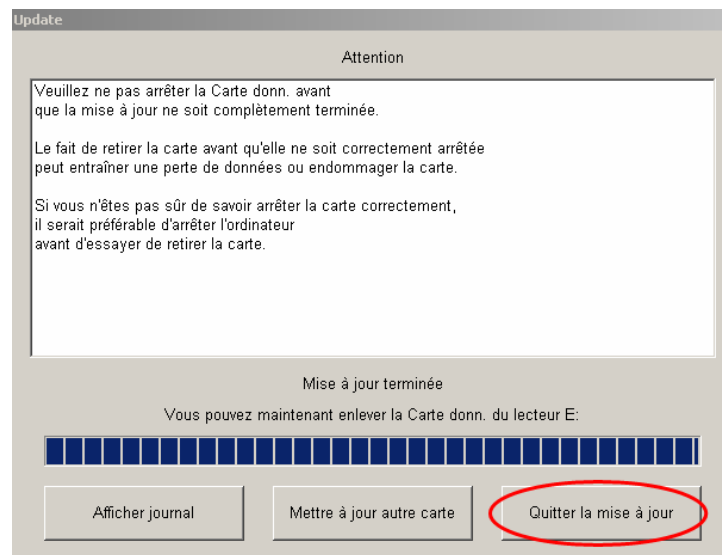 Update
Attention
Veuillez ne pas arrêter la Carte donn. avant
que la mise à jour ne soit complètement terminée.
Le fait de retirer la carte avant qu'elle ne soit correctement arrêtée
peut entraîner une perte de données ou endommager la carte.
Si vous n'êtes pas sûr de savoir arrêter la carte correctement,
il serait préférable d'arrêter l'ordinateur
avant d'essayer de retirer la carte.
Mise à jour terminée
Vous pouvez maintenant enlever la Carte donn. du lecteur E:
Afficher journal
Mettre à jour autre carte
Quitter la mise à jour